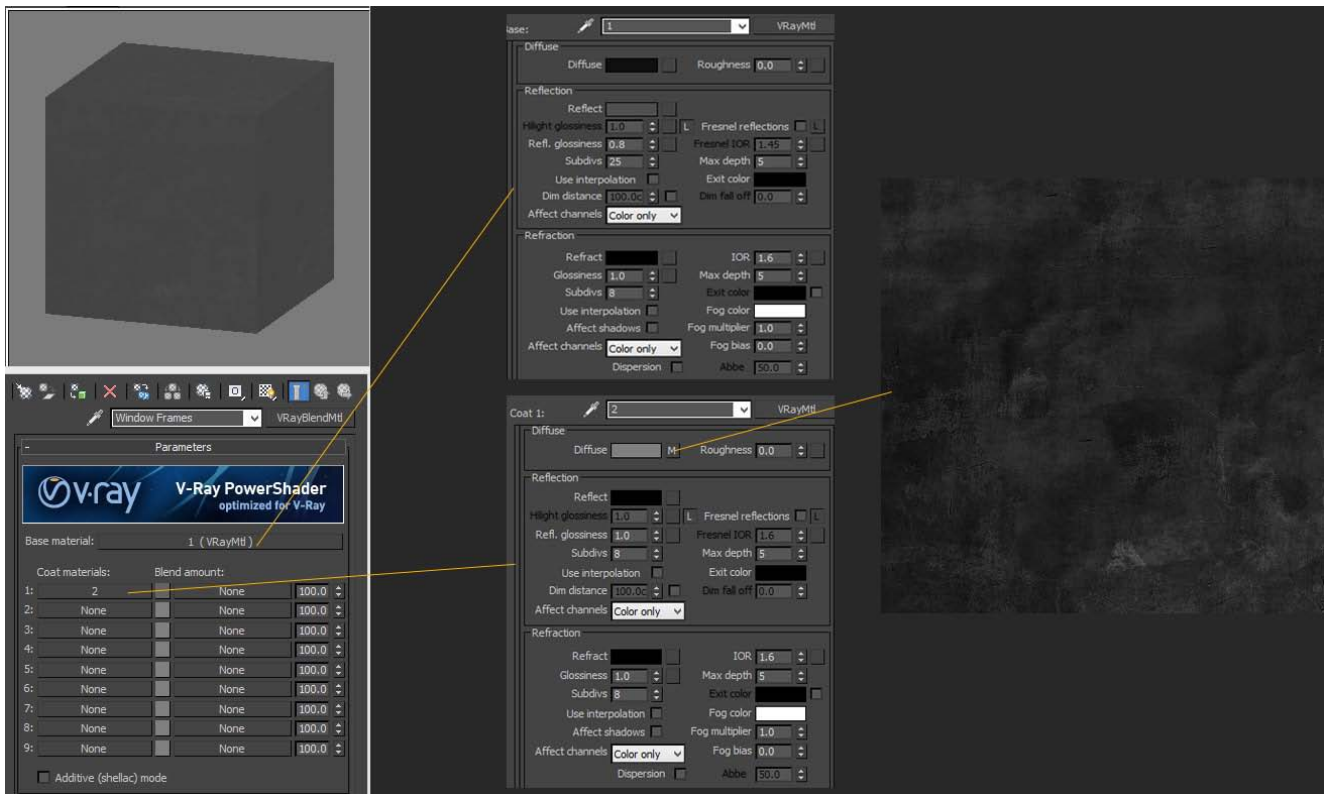 Window Frames VRayBlendMtl
- Parameters
v·ray V-Ray PowerShader
optimized for V-Ray
Base material: 1 ( VRayMtl )
Coat materials: Blend amount:
1: 2 None 100.0
2: None None 100.0
3: None None 100.0
4: None None 100.0
5: None None 100.0
6: None None 100.0
7: None None 100.0
8: None None 100.0
9: None None 100.0
Additive (shellac) mode
Base: 1 VRayMtl
Diffuse
Diffuse Roughness 0.0
Reflection
Reflect
Hilight glossiness 1.0 L Fresnel reflections L
Refl. glossiness 0.8 Fresnel IOR 1.45
Subdivs 25 Max depth 5
Use interpolation Exit color
Dim distance 100.0c Dim fall off 0.0
Affect channels Color only
Refraction
Refract IOR 1.6
Glossiness 1.0 Max depth 5
Subdivs 8 Exit color
Use interpolation Fog color
Affect shadows Fog multiplier 1.0
Affect channels Color only Fog bias 0.0
Dispersion Abbe 50.0
Coat 1: 2 VRayMtl
Diffuse
Diffuse M Roughness 0.0
Reflection
Reflect
Hilight glossiness 1.0 L Fresnel reflections L
Refl. glossiness 1.0 Fresnel IOR 1.6
Subdivs 8 Max depth 5
Use interpolation Exit color
Dim distance 100.0c Dim fall off 0.0
Affect channels Color only
Refraction
Refract IOR 1.6
Glossiness 1.0 Max depth 5
Subdivs 8 Exit color
Use interpolation Fog color
Affect shadows Fog multiplier 1.0
Affect channels Color only Fog bias 0.0
Dispersion Abbe 50.0